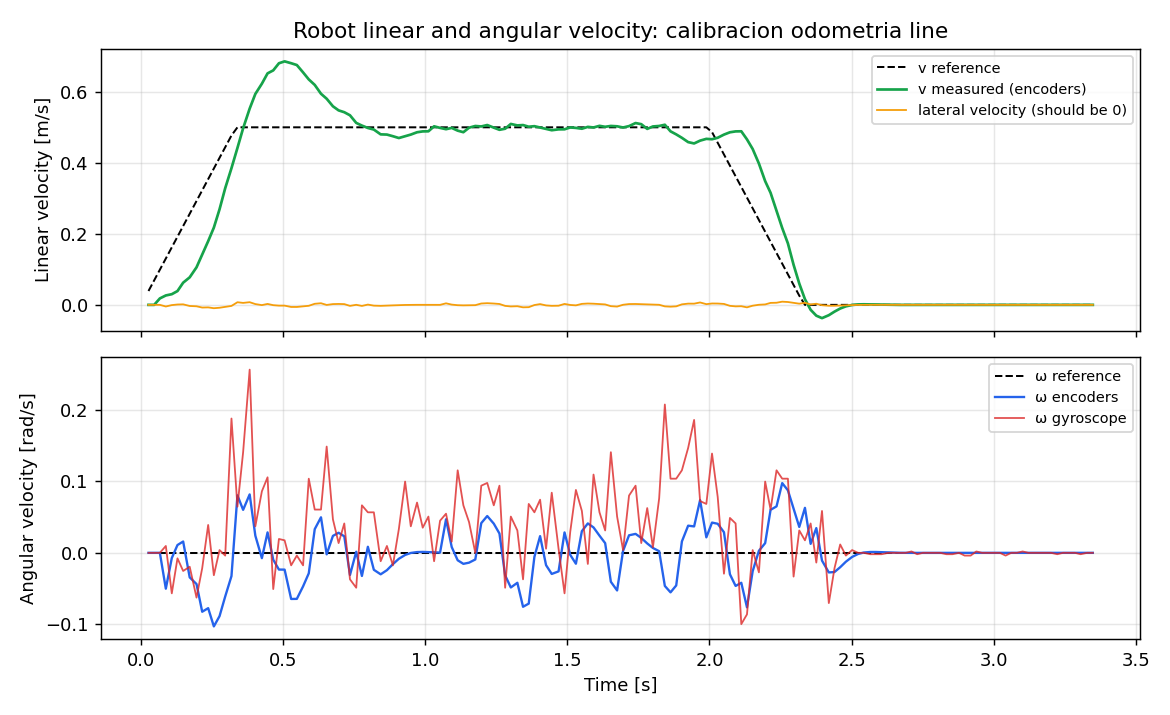 Robot linear and angular velocity: calibracion odometria line
Linear velocity [m/s]
0.6
0.4
0.2
0.0
v reference
v measured (encoders)
lateral velocity (should be 0)
Angular velocity [rad/s]
0.2
0.1
0.0
−0.1
ω reference
ω encoders
ω gyroscope
0.0 0.5 1.0 1.5 2.0 2.5 3.0 3.5
Time [s]